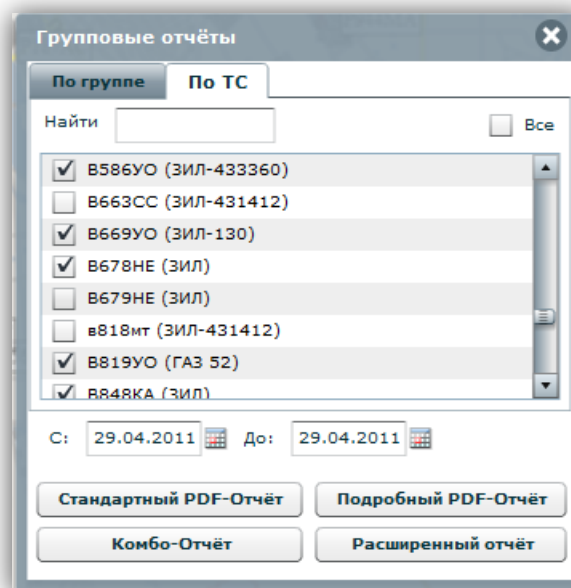 Групповые отчёты
По группе По ТС
Найти Все
В586УО (ЗИЛ-433360)
В663СС (ЗИЛ-431412)
В669УО (ЗИЛ-130)
В678НЕ (ЗИЛ)
В679НЕ (ЗИЛ)
в818мт (ЗИЛ-431412)
В819УО (ГАЗ 52)
В848КА (ЗИЛ)
С: 29.04.2011 До: 29.04.2011
Стандартный PDF-Отчёт Подробный PDF-Отчёт
Комбо-Отчёт Расширенный отчёт